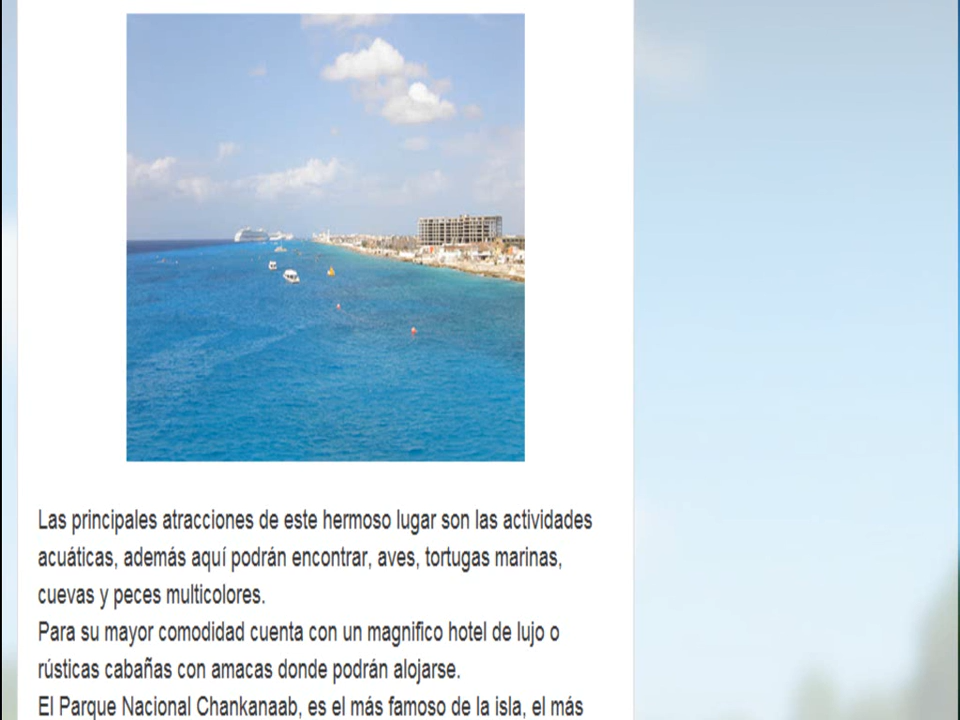 Las principales atracciones de este hermoso lugar son las actividades
acuáticas, además aquí podrán encontrar, aves, tortugas marinas,
cuevas y peces multicolores.
Para su mayor comodidad cuenta con un magnifico hotel de lujo o
rústicas cabañas con amacas donde podrán alojarse.
El Parque Nacional Chankanaab, es el más famoso de la isla, el más